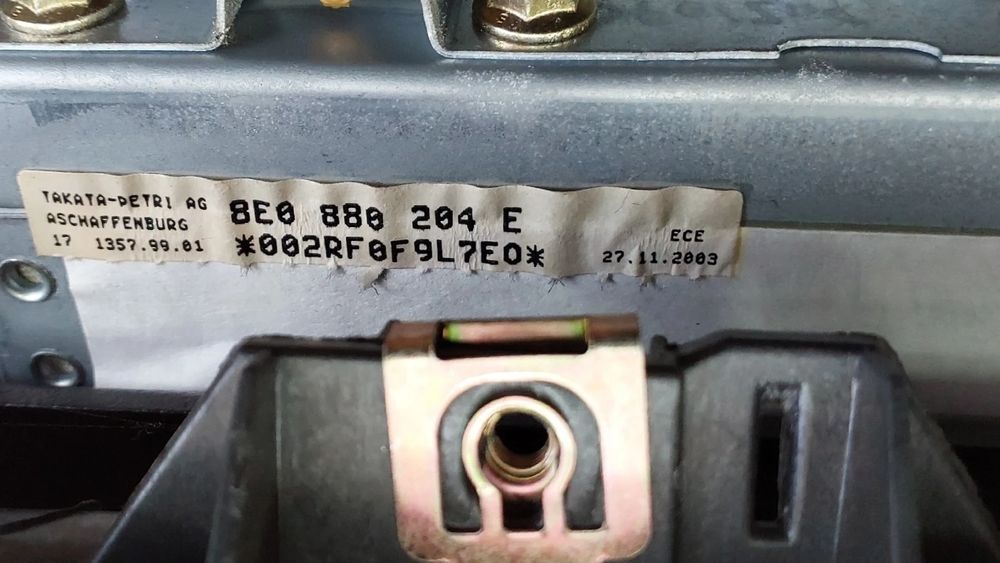 TAKATA-PETRI AG
ASCHAFFENBURG
17 1357.99.01
8E0 880 204 E
*002RF0F9L7E0*
ECE
27.11.2003